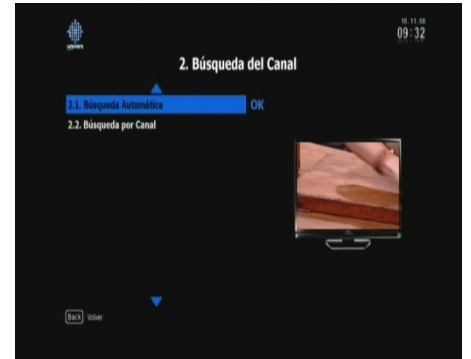 10. 11. 08
09:32
univers
2. Búsqueda del Canal
2.1. Búsqueda Automática OK
2.2. Búsqueda por Canal
Back Volver